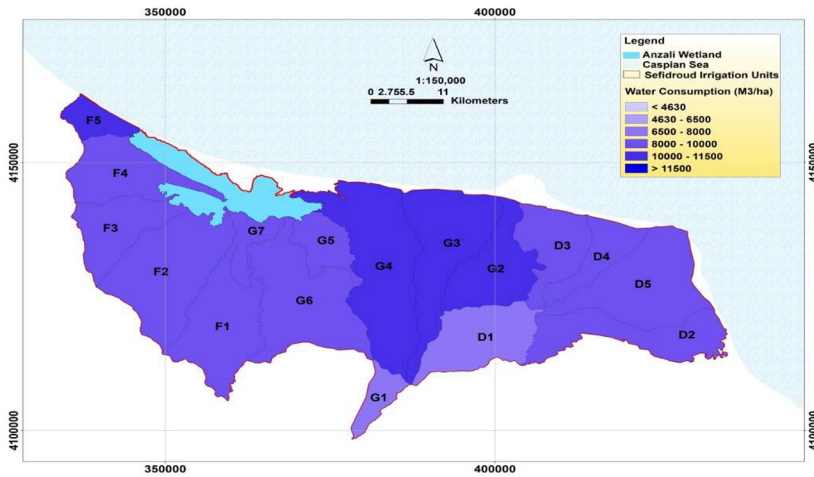 350000 400000
Legend
Anzali Wetland
Caspian Sea
Sefidroud Irrigation Units
Water Consumption (M3/ha)
< 4630
4630 - 6500
6500 - 8000
8000 - 10000
10000 - 11500
> 11500
N
1:150,000
0 2.755.5 11
Kilometers
4150000 4150000
F5
F4
F3
F2
F1
G7
G5
G6
G4
G3
G2
G1
D1
D3
D4
D5
D2
4100000 4100000
350000 400000